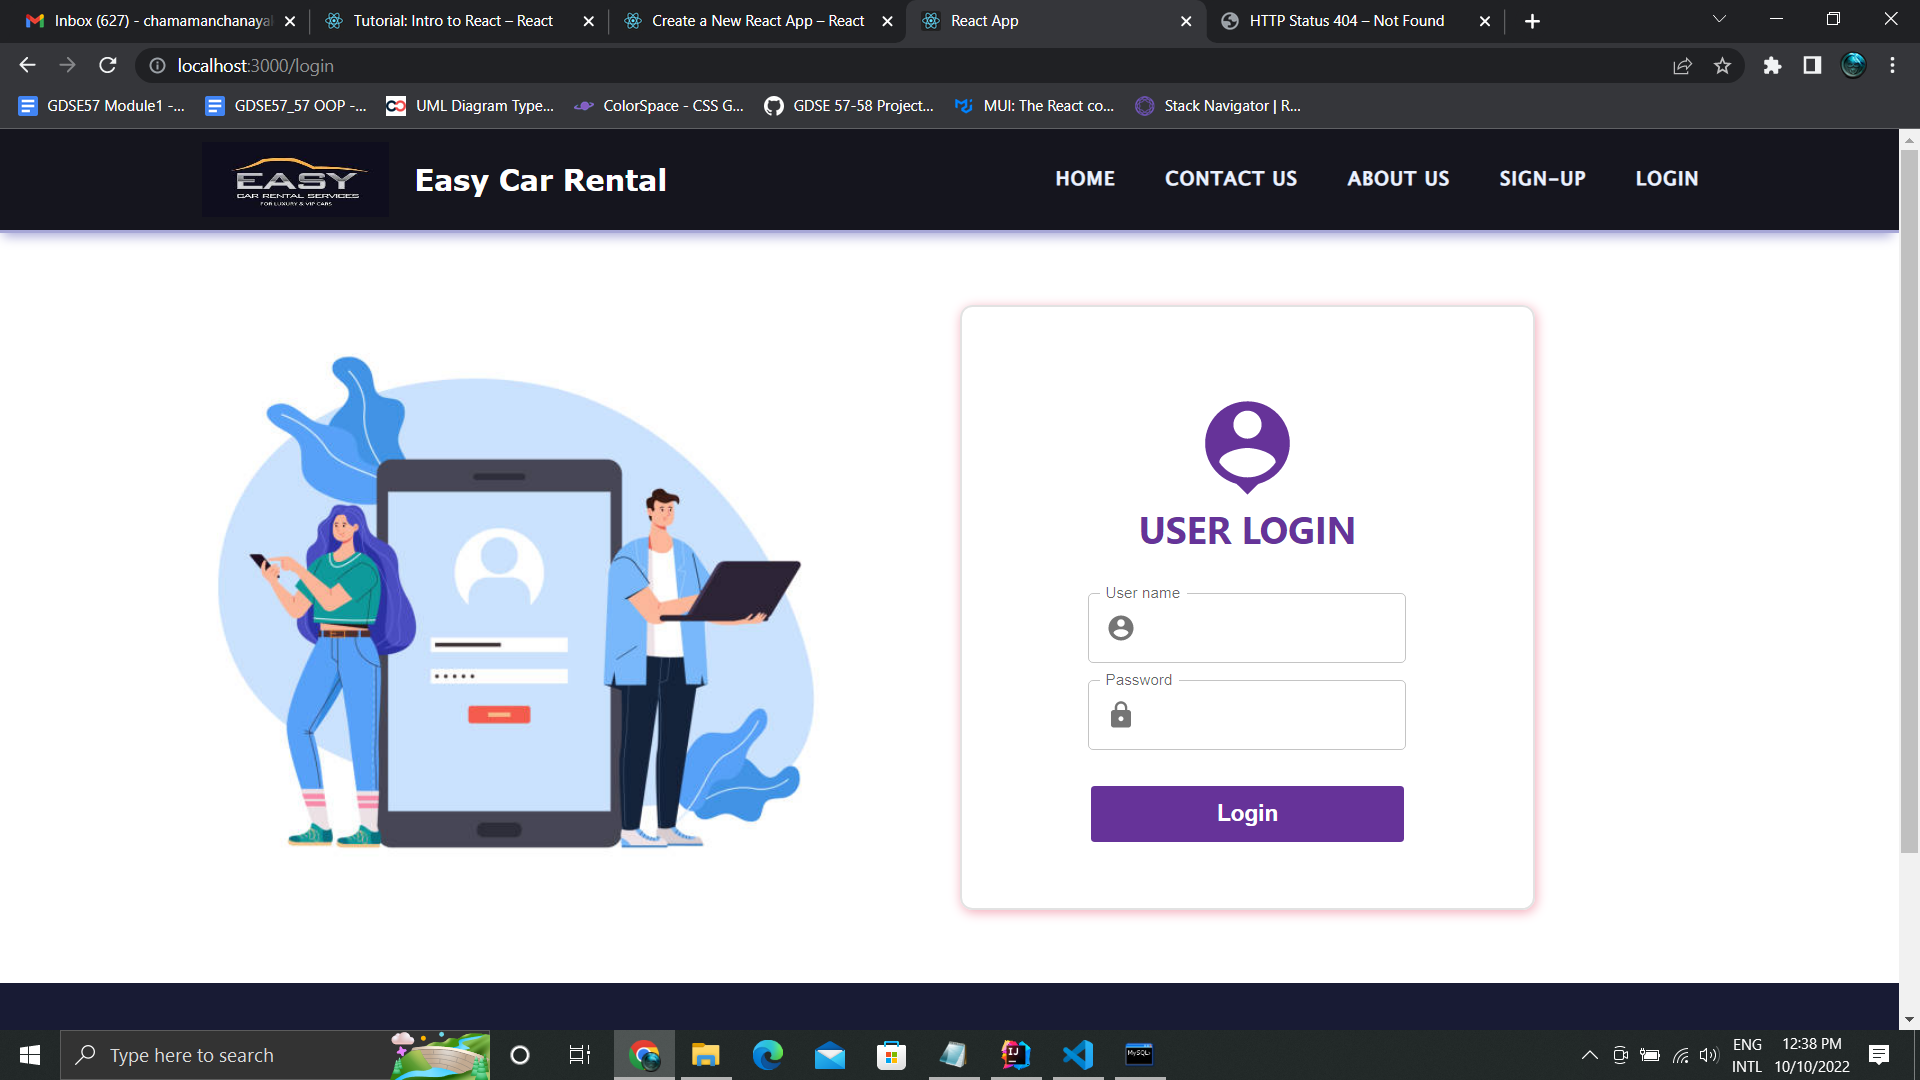 Inbox (627) - chamamanchanaya
Tutorial: Intro to React – React
Create a New React App – React
React App
HTTP Status 404 – Not Found
localhost:3000/login
GDSE57 Module1 -...
GDSE57_57 OOP -...
UML Diagram Type...
ColorSpace - CSS G...
GDSE 57-58 Project...
MUI: The React co...
Stack Navigator | R...
EASY
CAR RENTAL SERVICES
FOR LUXURY & VIP CARS
Easy Car Rental
HOME
CONTACT US
ABOUT US
SIGN-UP
LOGIN
USER LOGIN
User name
Password
Login
Type here to search
IJ
MySQL
ENG
INTL
12:38 PM
10/10/2022